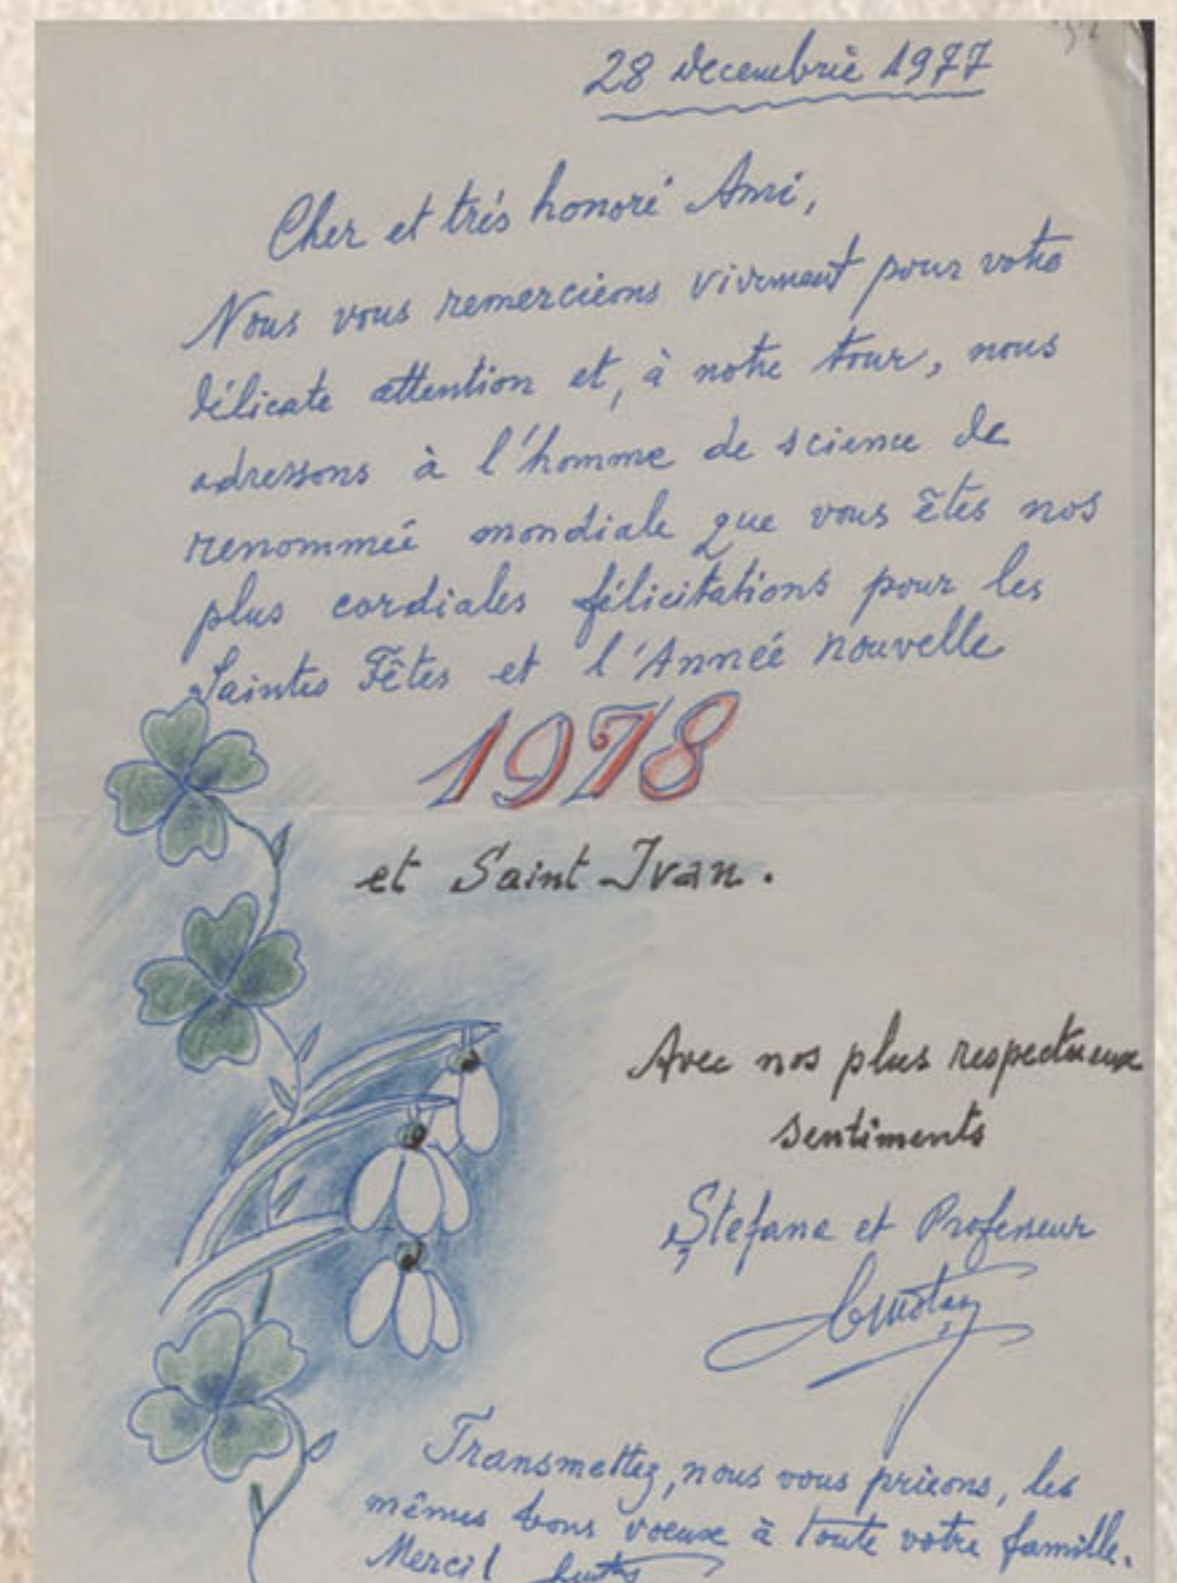 28 decembrie 1977
Cher et trés honoré Ami,
Nous vous remercions vivement pour votre
délicate attention et, à notre tour, nous
adressons à l'homme de science de
renommée mondiale que vous êtes nos
plus cordiales félicitations pour les
Saintes Fêtes et l'Année nouvelle
1978
et Saint Ivan.
Avec nos plus respectueux
sentiments
Ștefana et Professeur
Transmettez, nous vous prions, les
mêmes bons voeux à toute votre famille.
Merci!